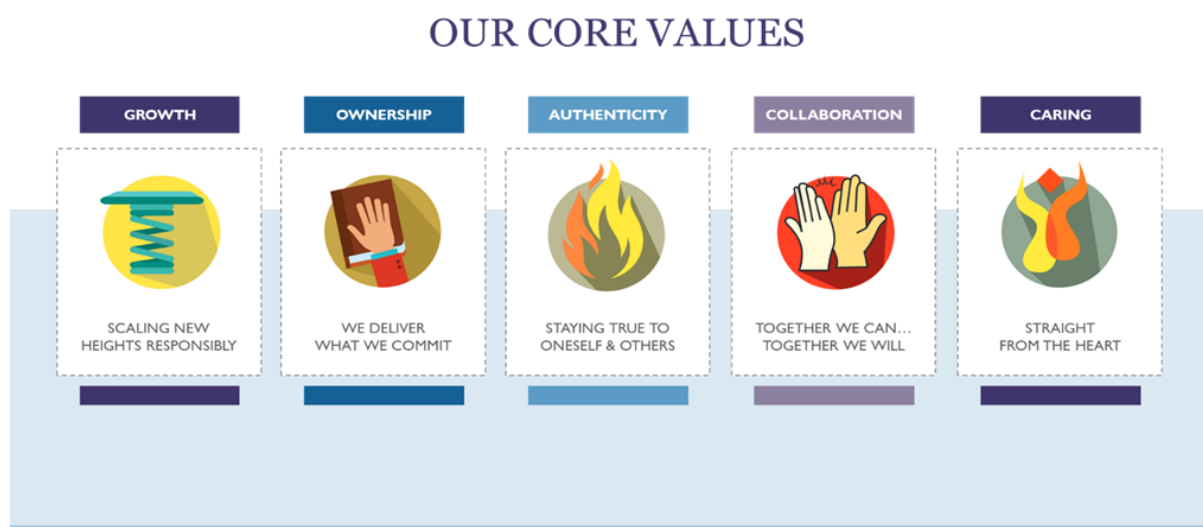 OUR CORE VALUES
GROWTH
SCALING NEW
HEIGHTS RESPONSIBLY
OWNERSHIP
WE DELIVER
WHAT WE COMMIT
AUTHENTICITY
STAYING TRUE TO
ONESELF & OTHERS
COLLABORATION
TOGETHER WE CAN...
TOGETHER WE WILL
CARING
STRAIGHT
FROM THE HEART